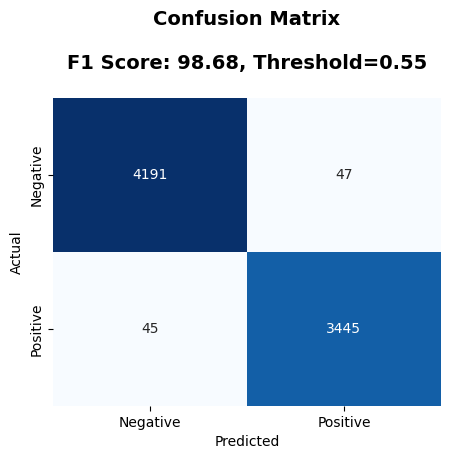 Confusion Matrix
F1 Score: 98.68, Threshold=0.55
Actual
Negative
4191
47
Positive
45
3445
Negative
Positive
Predicted